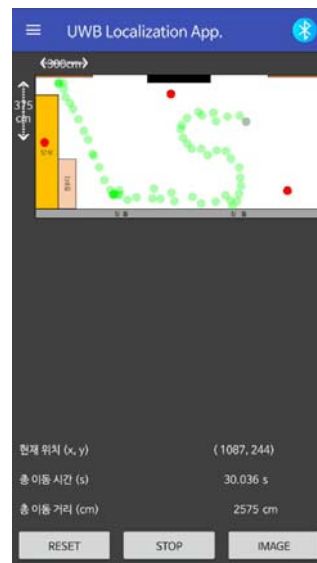 UWB Localization App.
300cm
375
cm
현재 위치 (x, y) (1087, 244)
총 이동 시간 (s) 30.036 s
총 이동 거리 (cm) 2575 cm
RESET STOP IMAGE